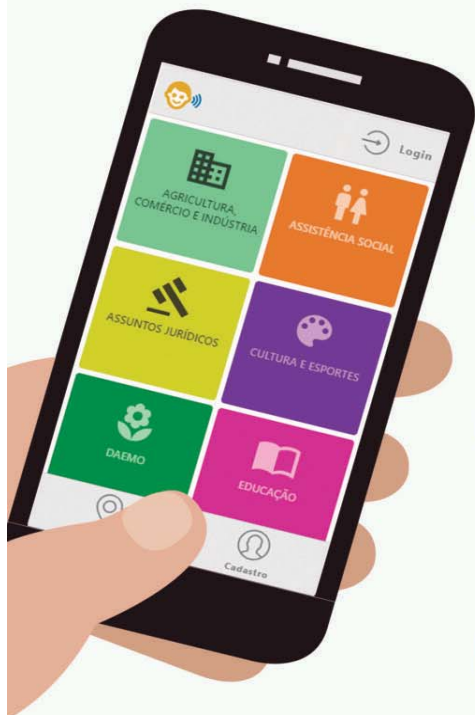 Login
AGRICULTURA,
COMÉRCIO E INDÚSTRIA
ASSISTÊNCIA SOCIAL
ASSUNTOS JURÍDICOS
CULTURA E ESPORTES
DAEMO
EDUCAÇÃO
Cadastro